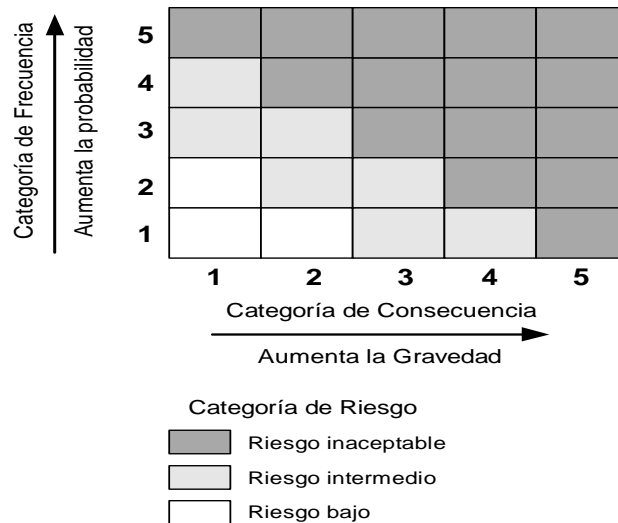 Categoría de Frecuencia
Aumenta la probabilidad
5
4
3
2
1
1 2 3 4 5
Categoría de Consecuencia
Aumenta la Gravedad
Categoría de Riesgo
Riesgo inaceptable
Riesgo intermedio
Riesgo bajo